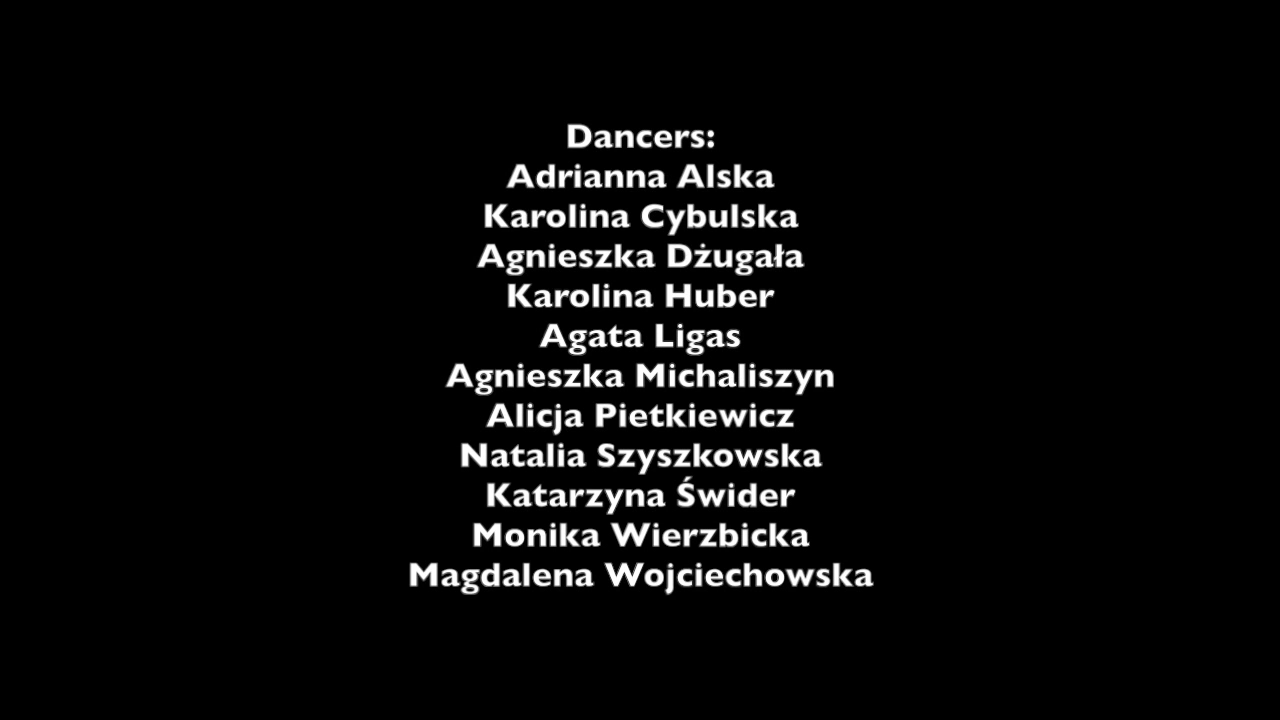 Dancers:
Adrianna Alska
Karolina Cybulska
Agnieszka Dżugała
Karolina Huber
Agata Ligas
Agnieszka Michaliszyn
Alicja Pietkiewicz
Natalia Szyszkowska
Katarzyna Świder
Monika Wierzbicka
Magdalena Wojciechowska